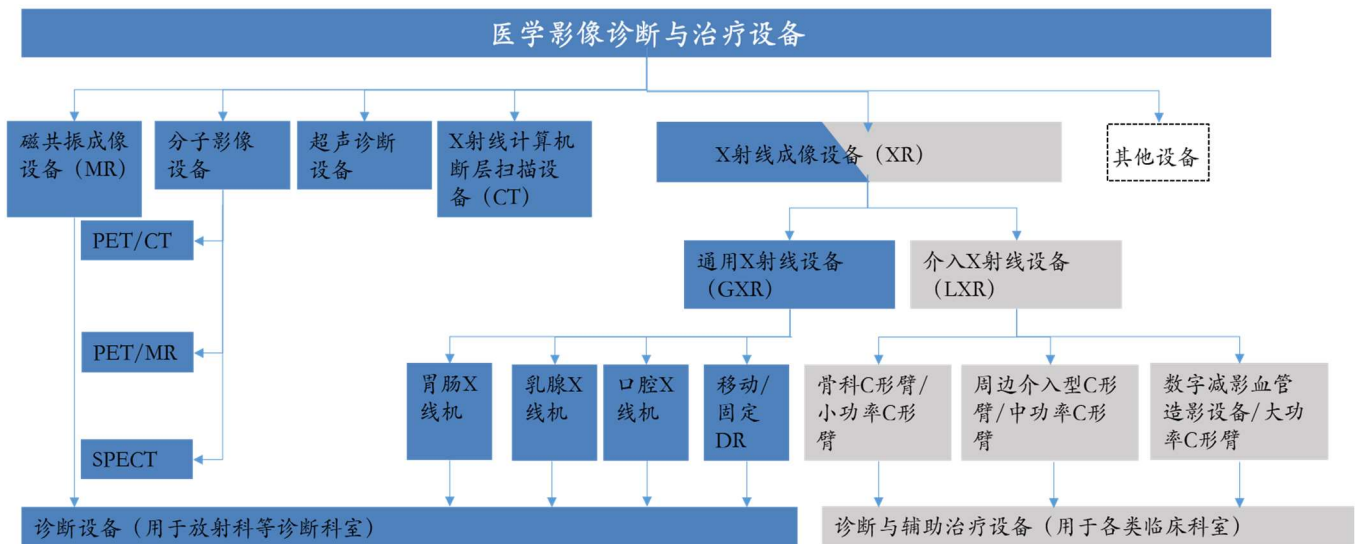 医学影像诊断与治疗设备
磁共振成像
设备（MR）
分子影像
设备
超声诊断
设备
X射线计算机
断层扫描设
备（CT）
X射线成像设备（XR）
其他设备
PET/CT
PET/MR
SPECT
通用X射线设备
（GXR）
介入X射线设备
（LXR）
胃肠X
线机
乳腺X
线机
口腔X
线机
移动/
固定
DR
骨科C形臂/
小功率C形
臂
周边介入型C形
臂/中功率C形
臂
数字减影血管
造影设备/大功
率C形臂
诊断设备（用于放射科等诊断科室）
诊断与辅助治疗设备（用于各类临床科室）